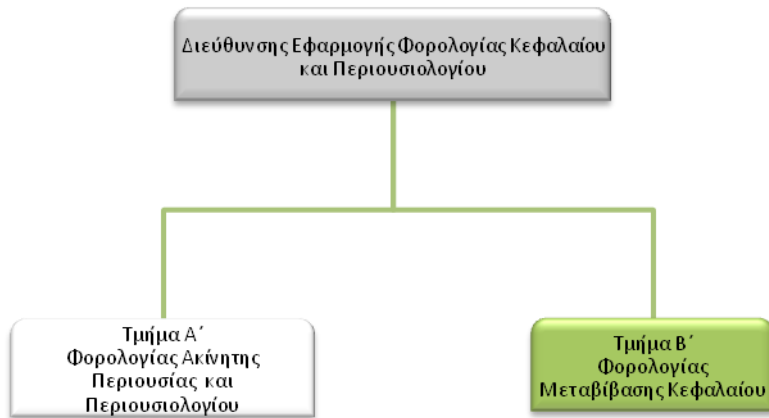 Διεύθυνσης Εφαρμογής Φορολογίας Κεφαλαίου
και Περιουσιολογίου
Τμήμα Α΄
Φορολογίας Ακίνητης
Περιουσίας και
Περιουσιολογίου
Τμήμα Β΄
Φορολογίας
Μεταβίβασης Κεφαλαίου